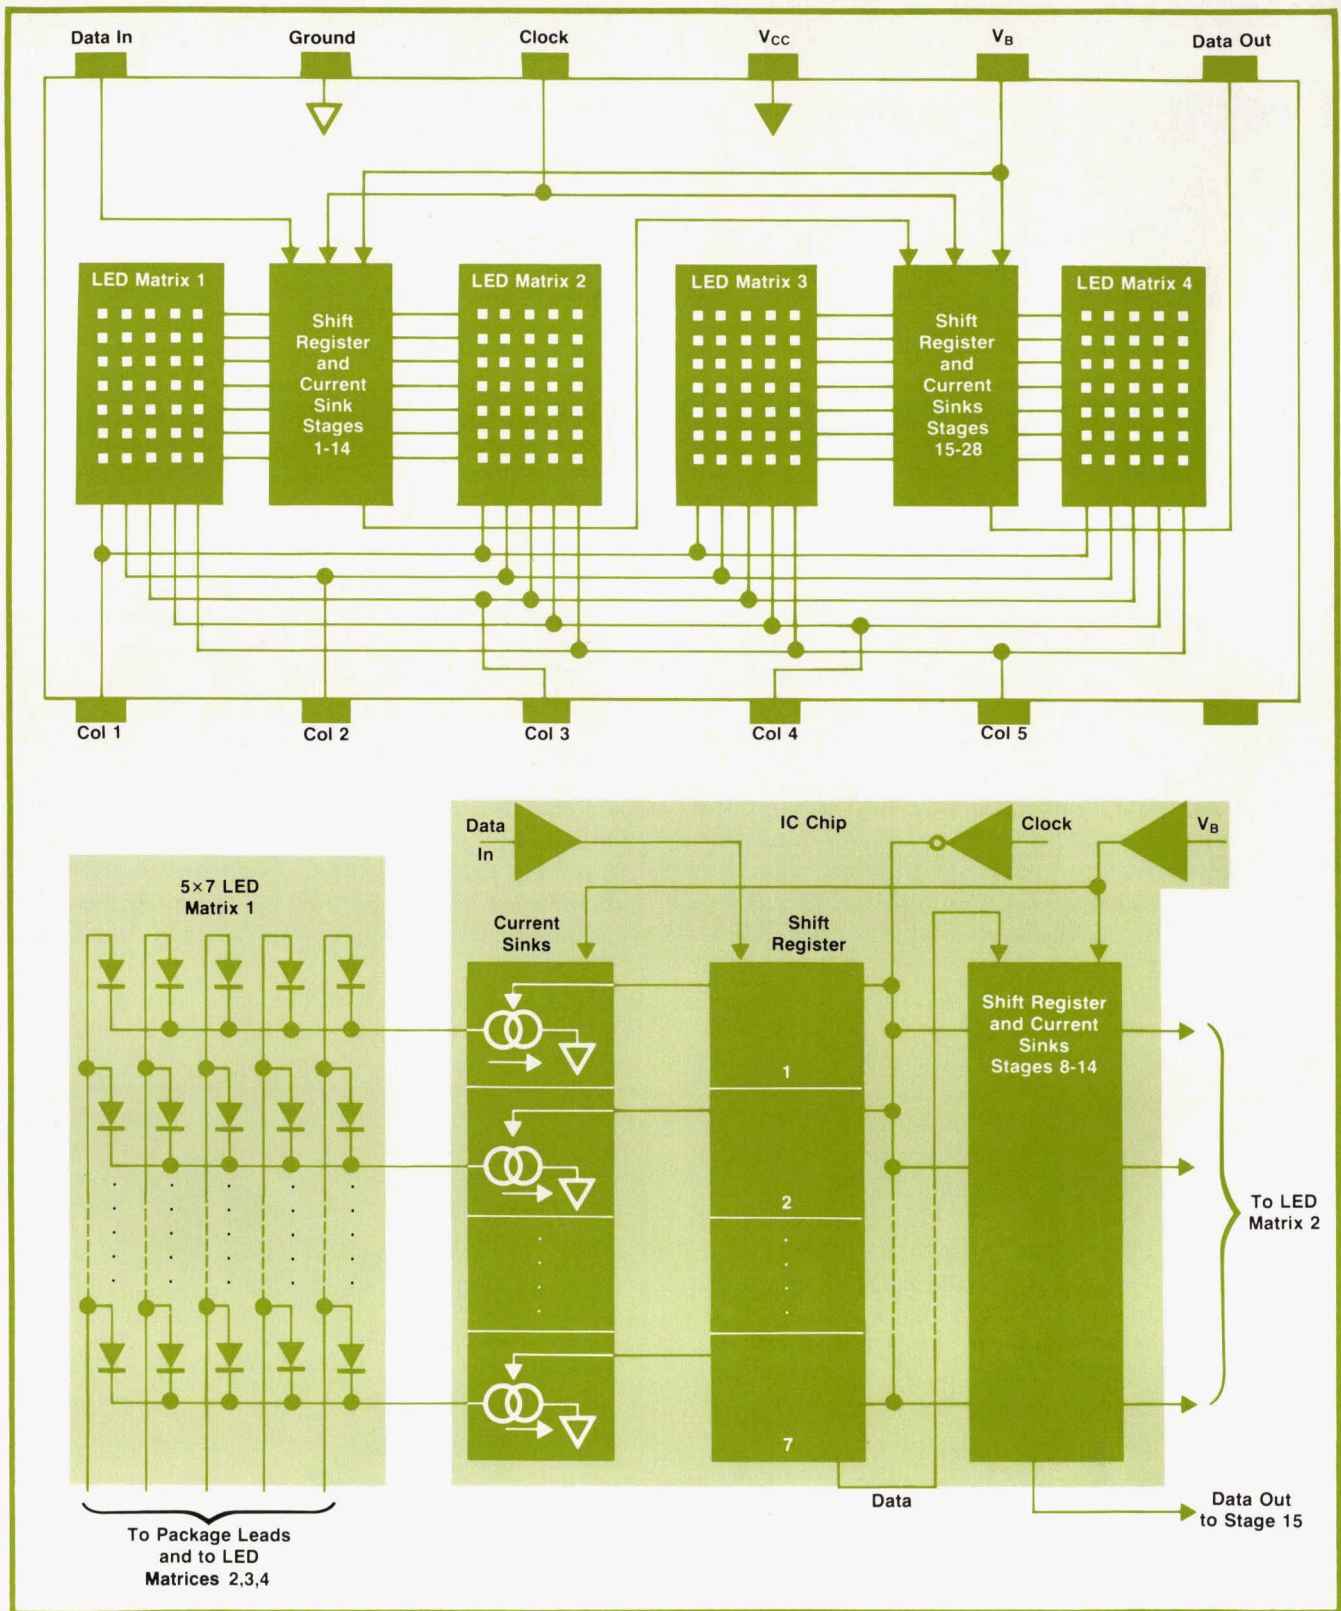 Data In
Ground
Clock
VCC
VB
Data Out
LED Matrix 1
Shift
Register
and
Current
Sink
Stages
1-14
LED Matrix 2
LED Matrix 3
Shift
Register
and
Current
Sinks
Stages
15-28
LED Matrix 4
Col 1
Col 2
Col 3
Col 4
Col 5
5×7 LED
Matrix 1
To Package Leads
and to LED
Matrices 2,3,4
Data
In
IC Chip
Clock
VB
Current
Sinks
Shift
Register
1
2
7
Shift Register
and Current
Sinks
Stages 8-14
Data
To LED
Matrix 2
Data Out
to Stage 15